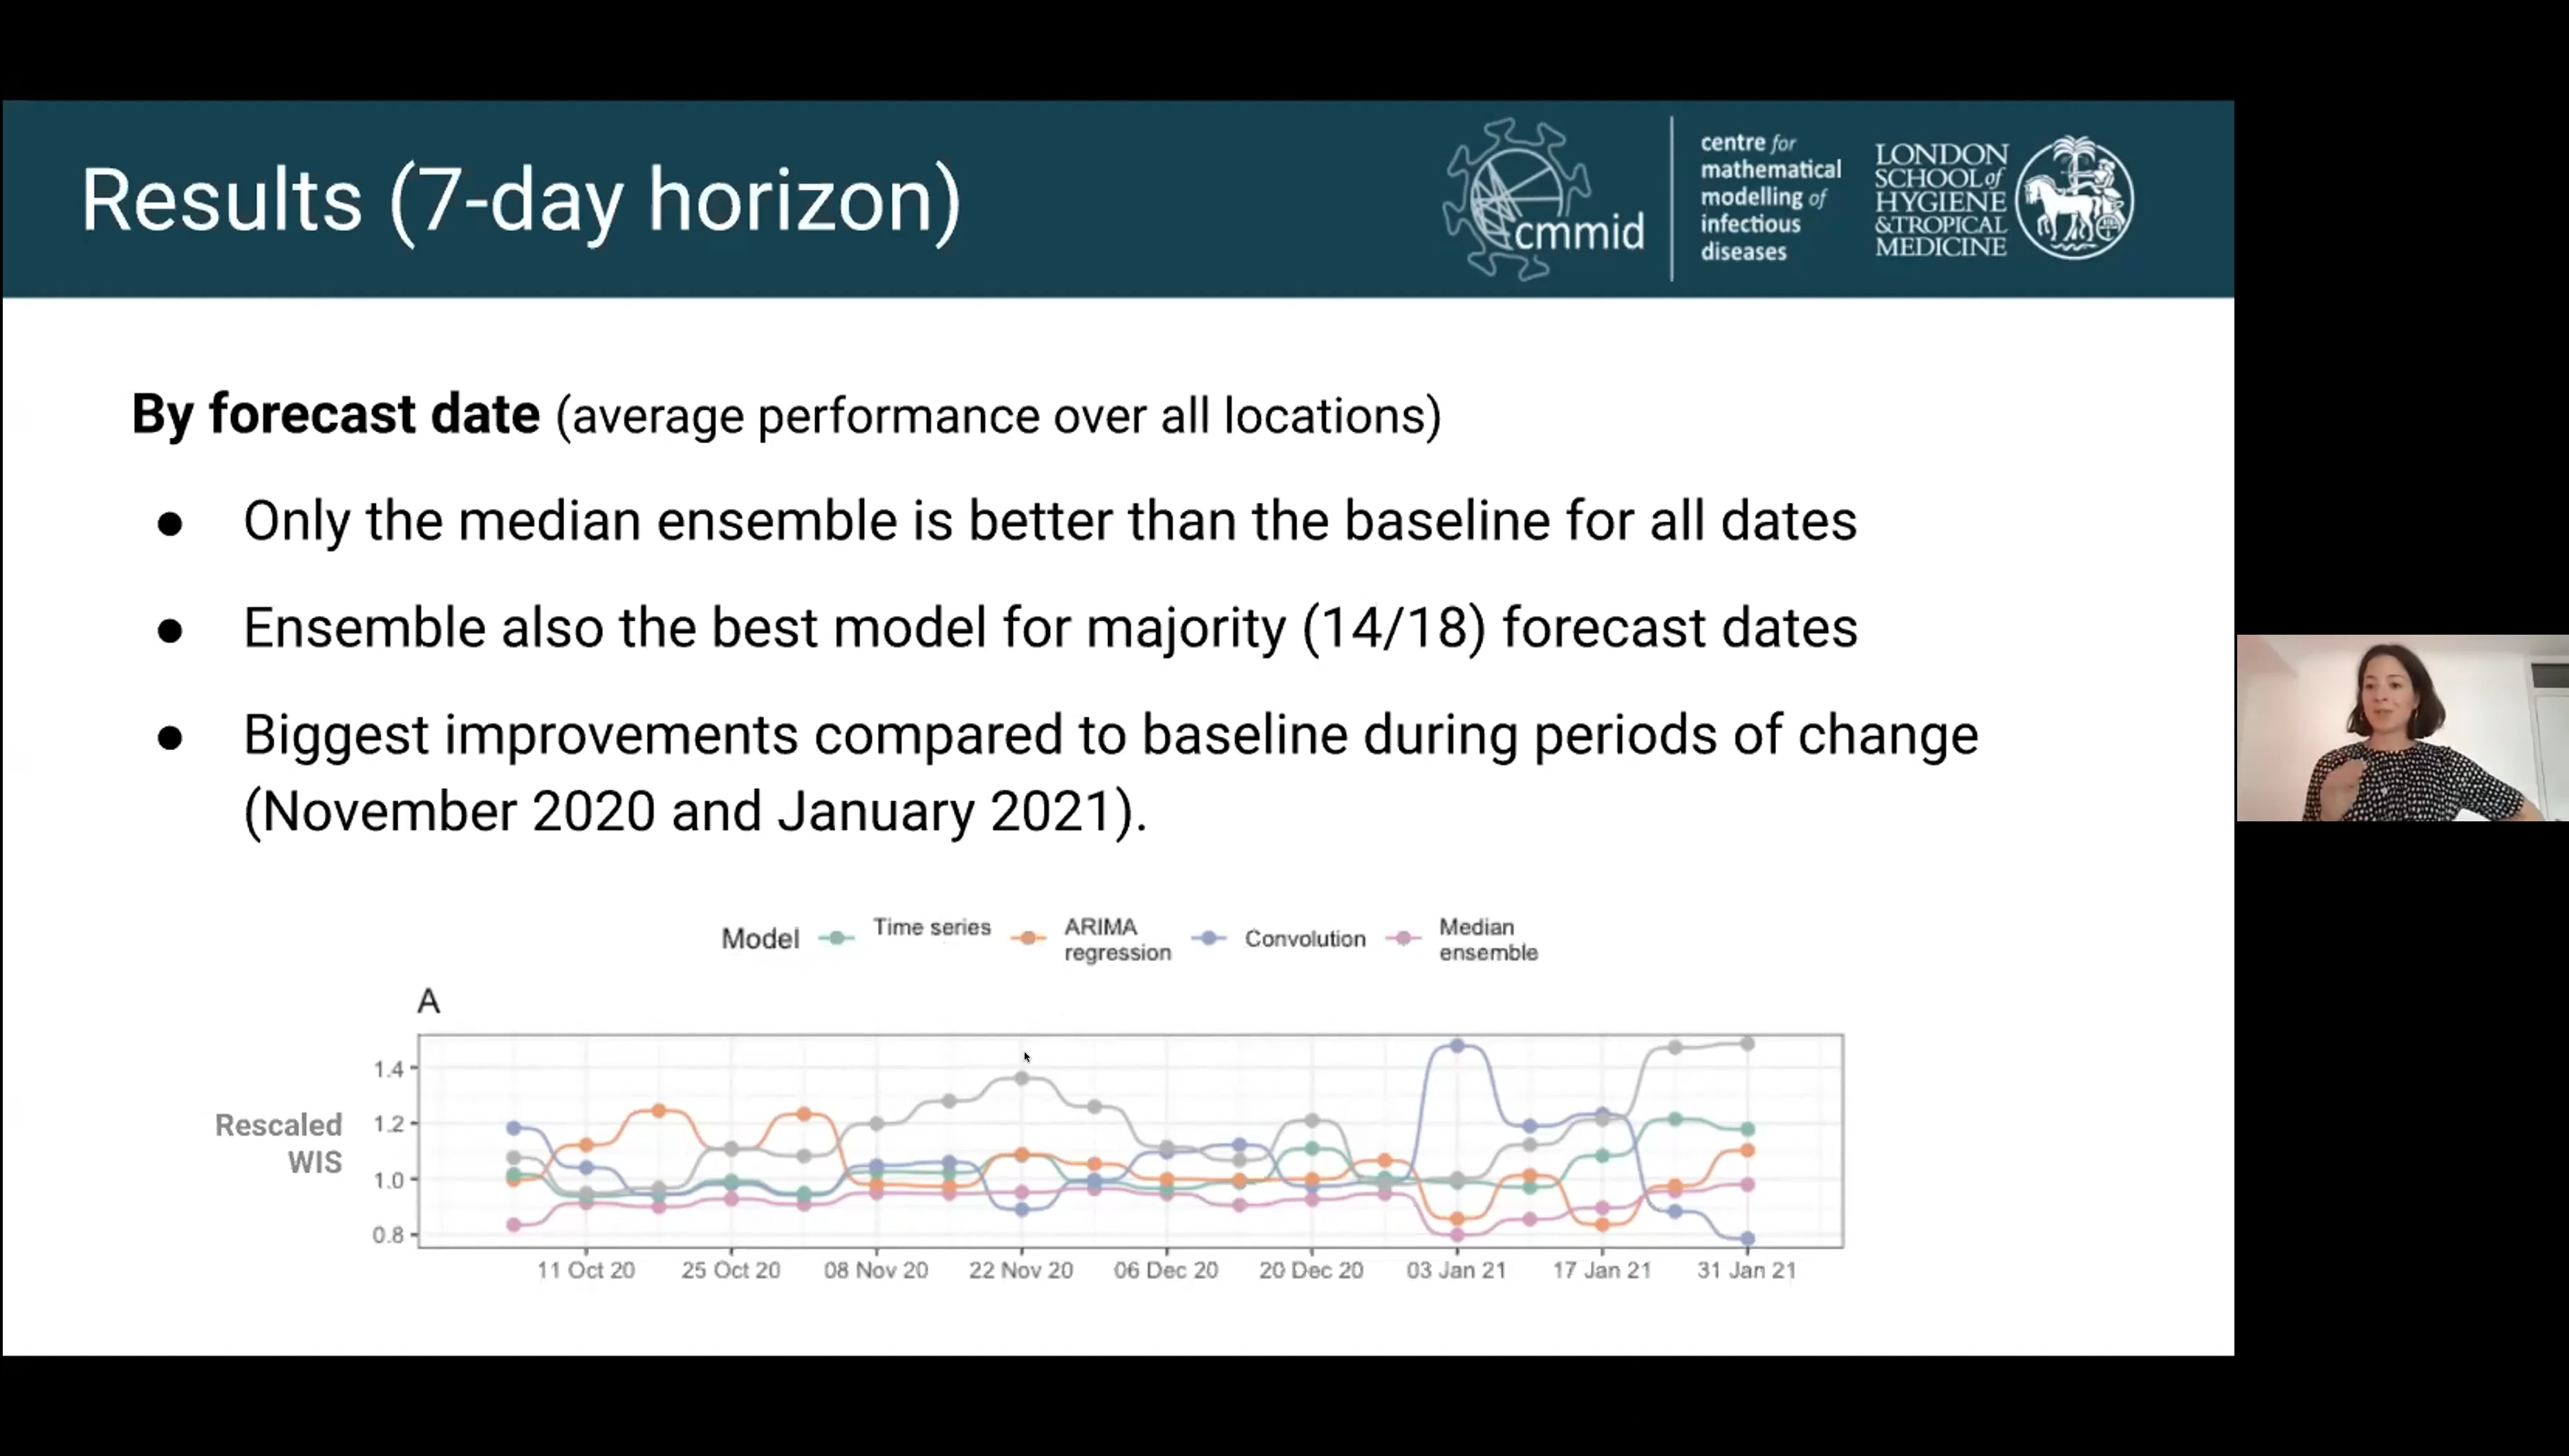 Results (7-day horizon)
cmmid
centre for
mathematical
modelling of
infectious
diseases
LONDON
SCHOOL of
HYGIENE
&TROPICAL
MEDICINE
By forecast date (average performance over all locations)
● Only the median ensemble is better than the baseline for all dates
● Ensemble also the best model for majority (14/18) forecast dates
● Biggest improvements compared to baseline during periods of change
(November 2020 and January 2021).
Model
Time series
ARIMA
regression
Convolution
Median
ensemble
A
Rescaled
WIS
1.4
1.2
1.0
0.8
11 Oct 20 25 Oct 20 08 Nov 20 22 Nov 20 06 Dec 20 20 Dec 20 03 Jan 21 17 Jan 21 31 Jan 21